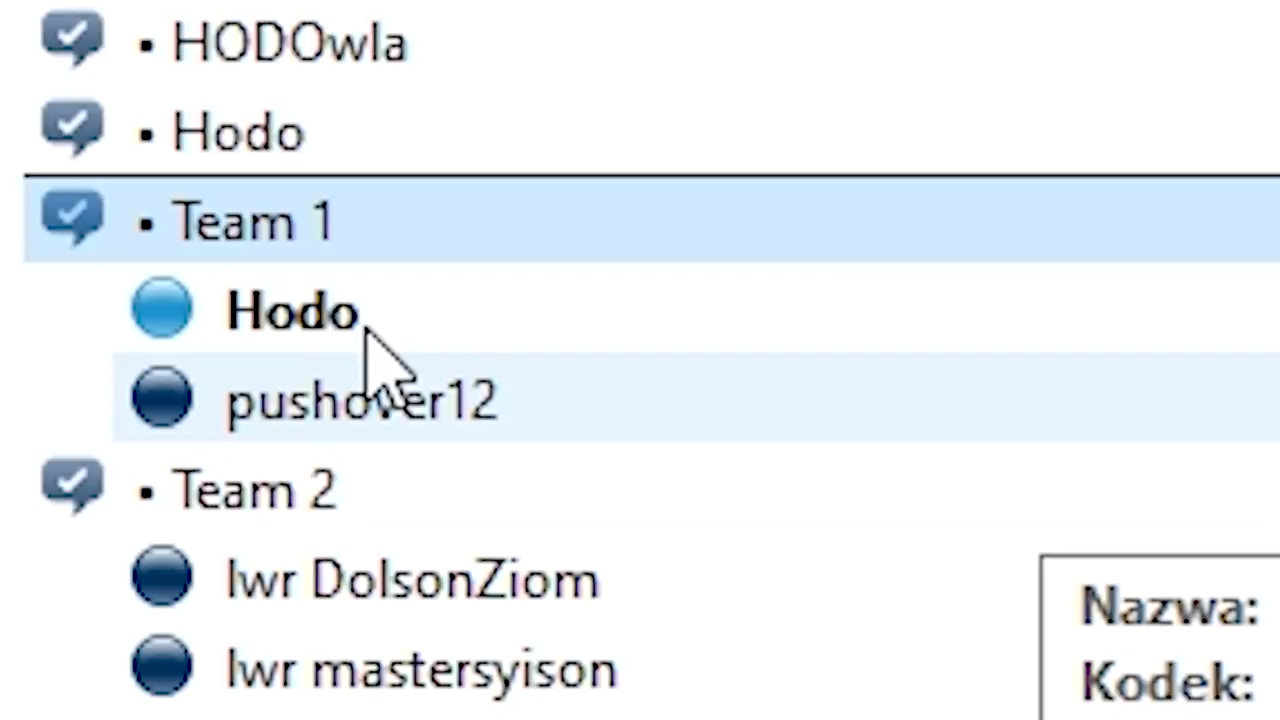 • HODOwla
• Hodo
• Team 1
Hodo
pushover12
• Team 2
lwr DolsonZiom
lwr mastersyison
Nazwa:
Kodek: